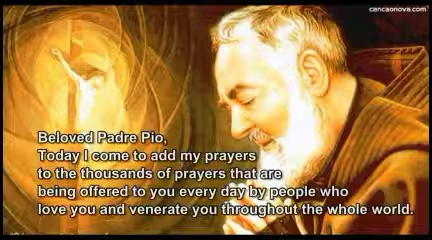 cancaonova.com
Beloved Padre Pio,
Today I come to add my prayers
to the thousands of prayers that are
being offered to you every day by people who
love you and venerate you throughout the whole world.